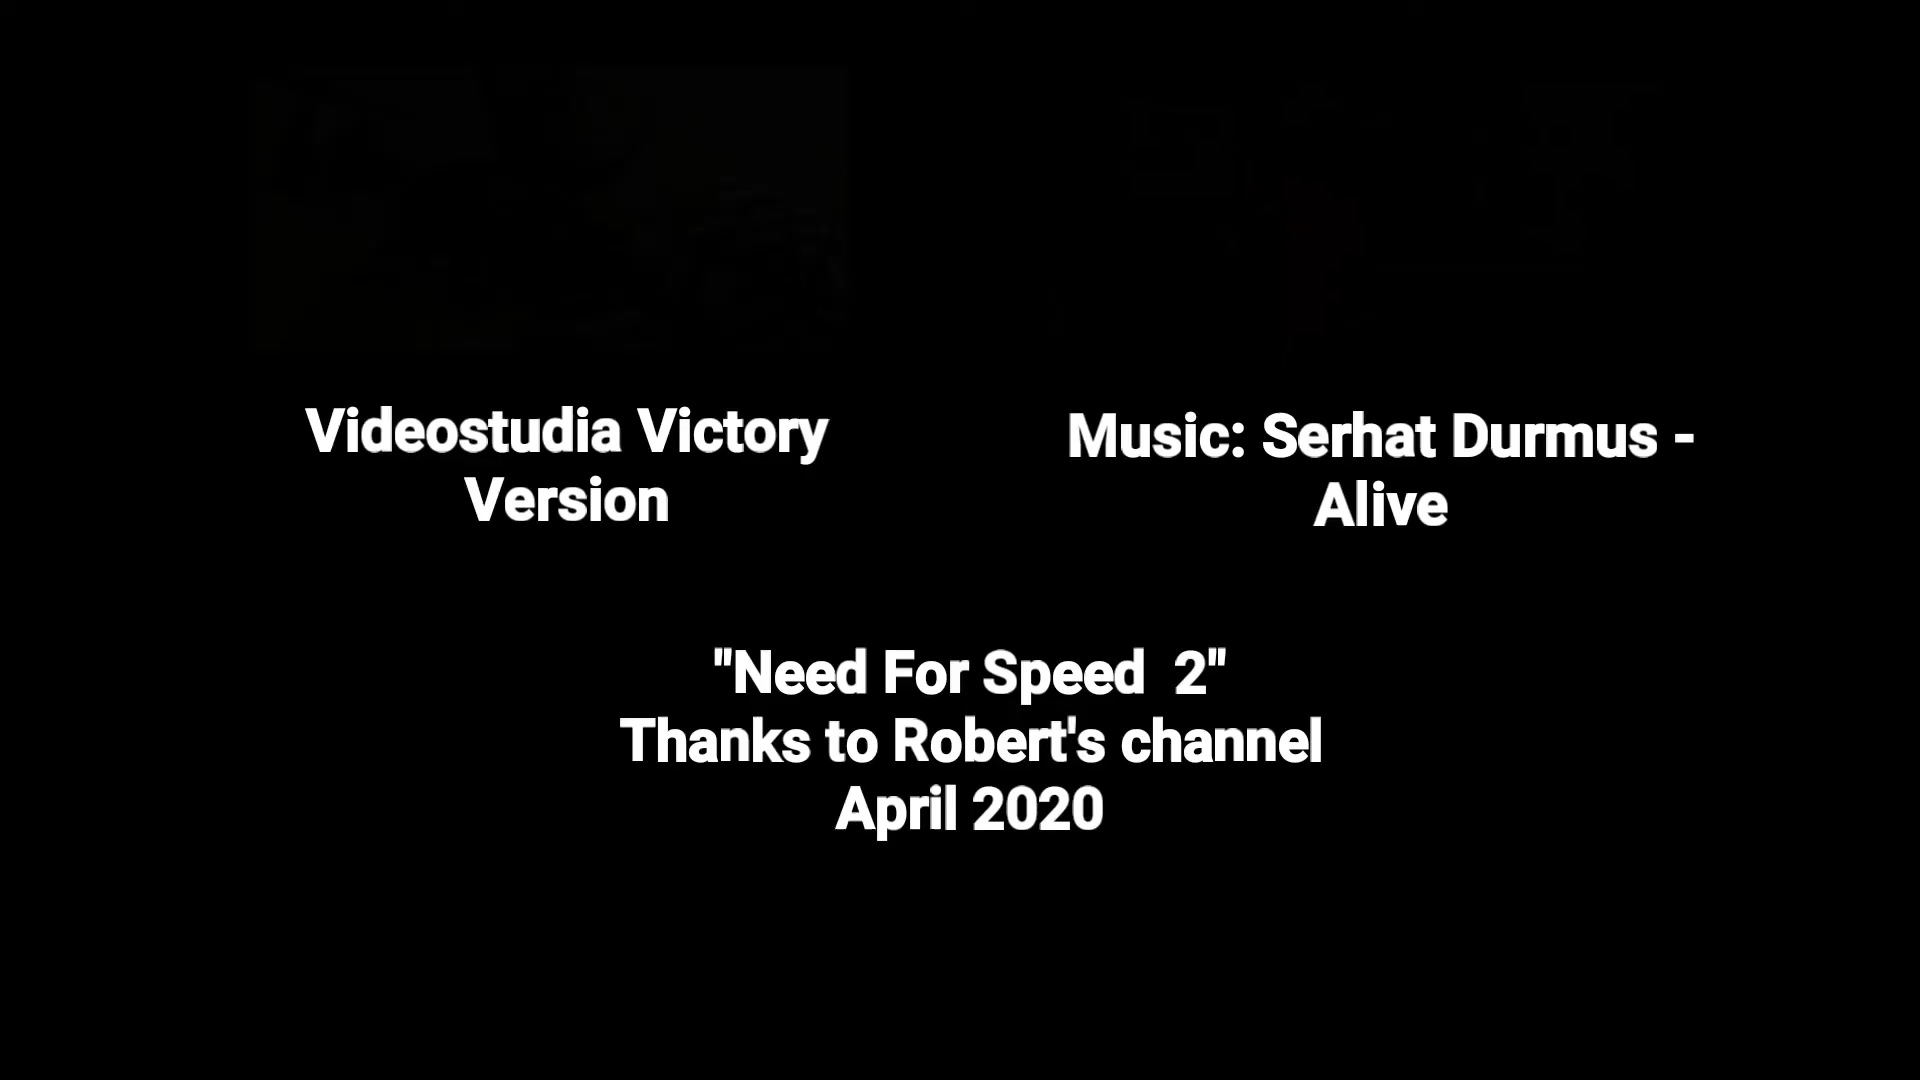 Videostudia Victory
Version
Music: Serhat Durmus -
Alive
"Need For Speed  2"
Thanks to Robert's channel
April 2020